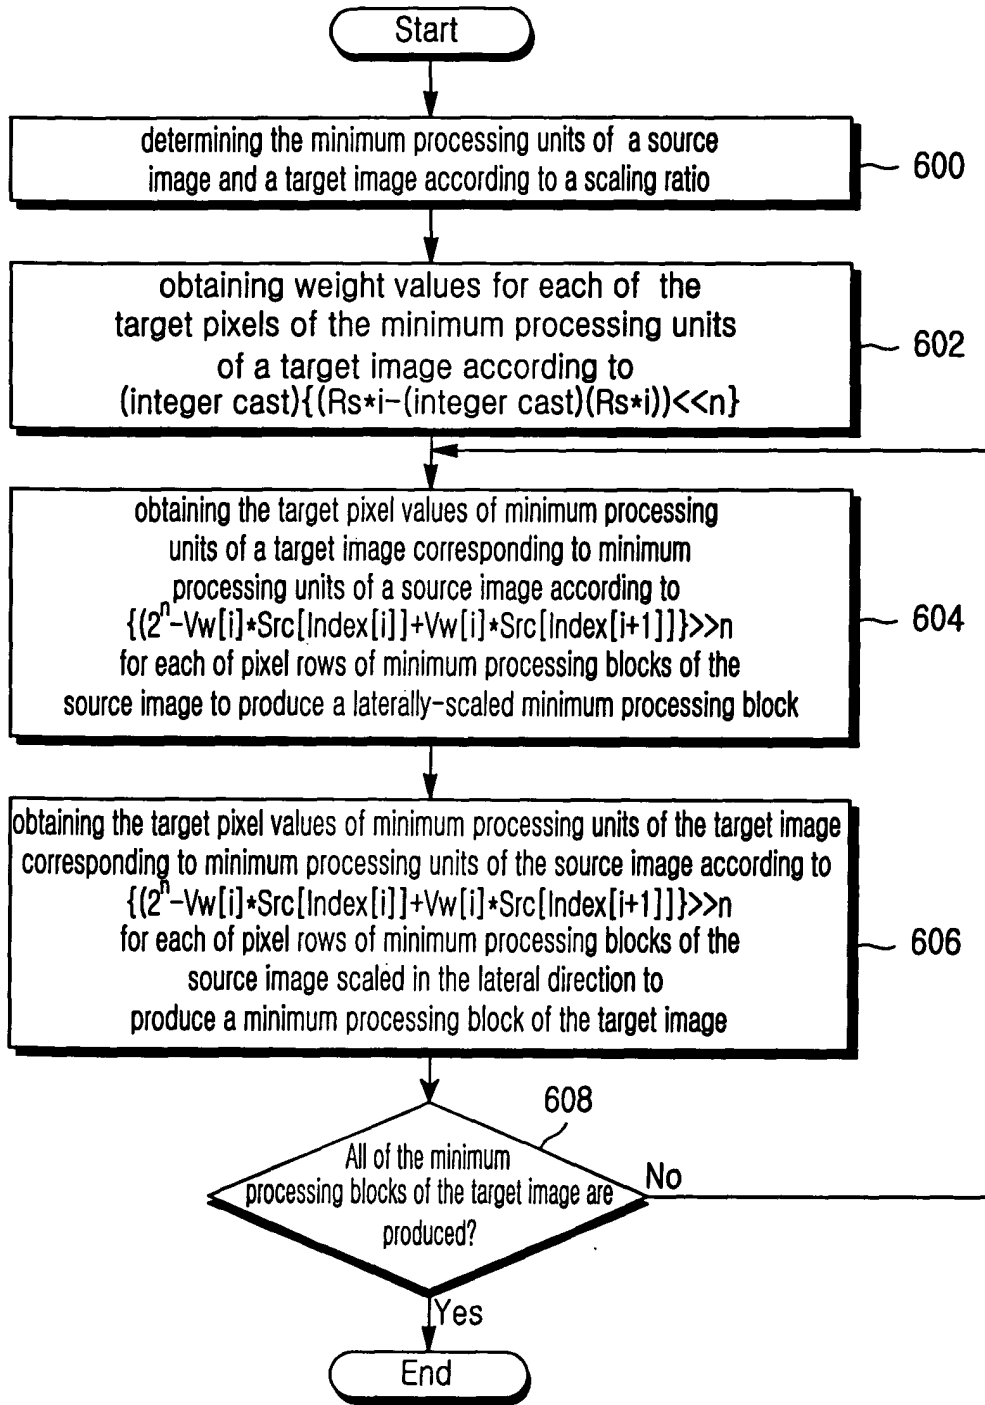 Start
determining the minimum processing units of a source
image and a target image according to a scaling ratio
600
obtaining weight values for each of the
target pixels of the minimum processing units
of a target image according to
(integer cast){(Rs*i-(integer cast)(Rs*i))<<n}
602
obtaining the target pixel values of minimum processing
units of a target image corresponding to minimum
processing units of a source image according to
{(2^n-Vw[i]*Src[Index[i]]+Vw[i]*Src[Index[i+1]]}>>n
for each of pixel rows of minimum processing blocks of the
source image to produce a laterally-scaled minimum processing block
604
obtaining the target pixel values of minimum processing units of the target image
corresponding to minimum processing units of the source image according to
{(2^n-Vw[i]*Src[Index[i]]+Vw[i]*Src[Index[i+1]]}>>n
for each of pixel rows of minimum processing blocks of the
source image scaled in the lateral direction to
produce a minimum processing block of the target image
606
608
All of the minimum
processing blocks of the target image are
produced?
No
Yes
End